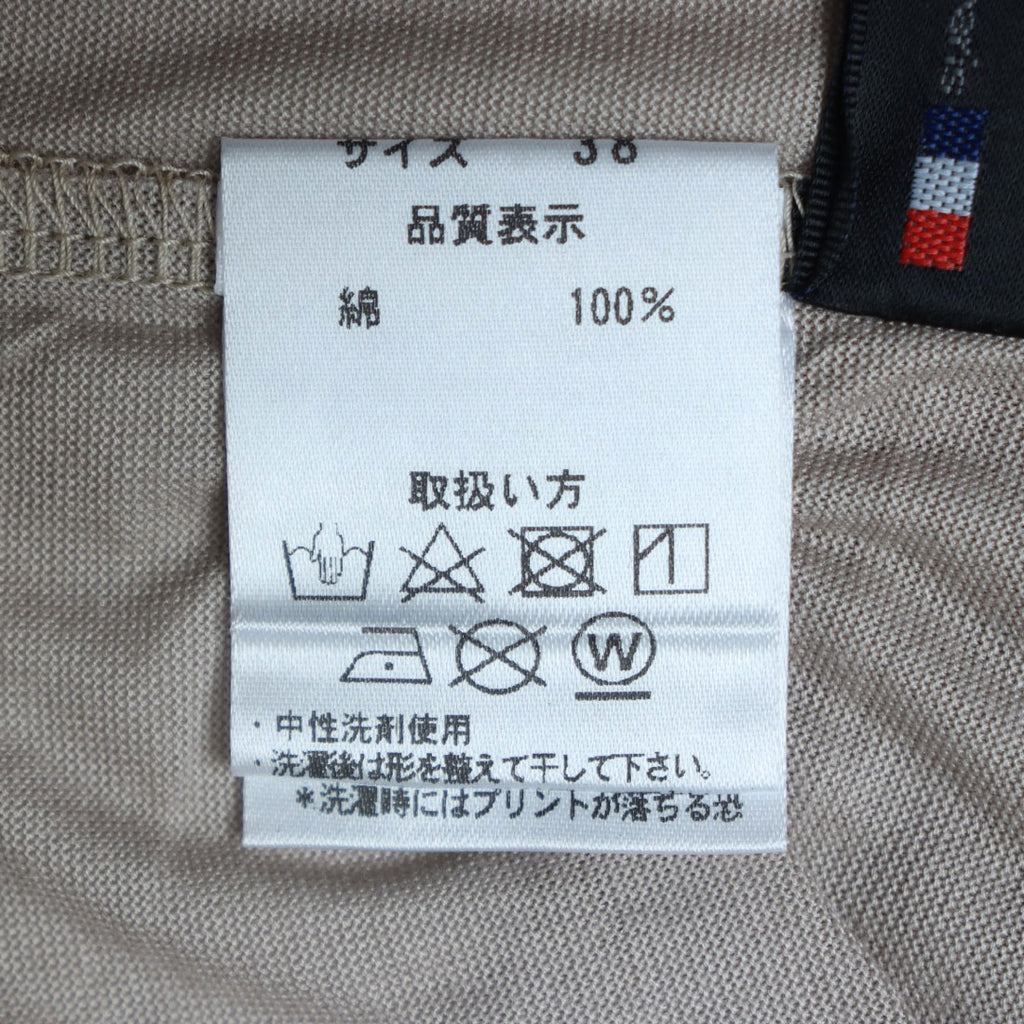 サイズ 38
品質表示
綿 100%
取扱い方
W
・中性洗剤使用
・洗濯後は形を整えて干して下さい。
*洗濯時にはプリントが落ちる恐